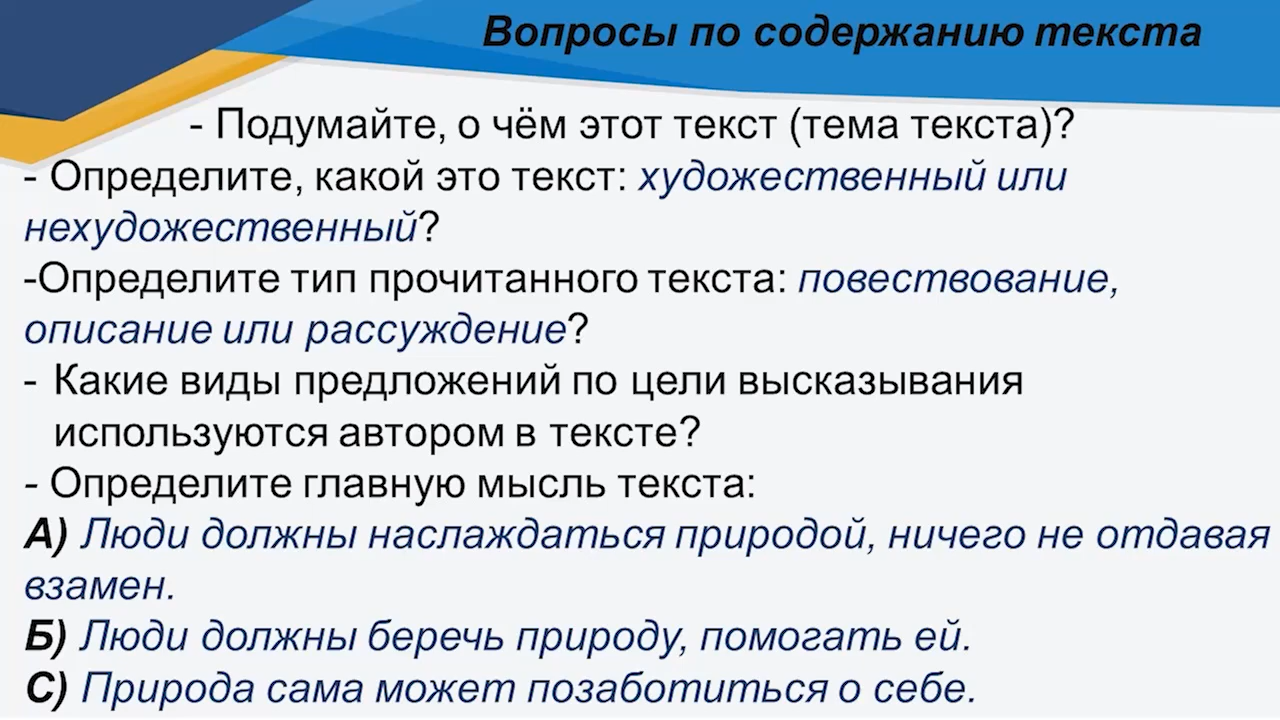 Вопросы по содержанию текста
- Подумайте, о чём этот текст (тема текста)?
- Определите, какой это текст: художественный или
нехудожественный?
-Определите тип прочитанного текста: повествование,
описание или рассуждение?
- Какие виды предложений по цели высказывания
используются автором в тексте?
- Определите главную мысль текста:
А) Люди должны наслаждаться природой, ничего не отдавая
взамен.
Б) Люди должны беречь природу, помогать ей.
С) Природа сама может позаботиться о себе.